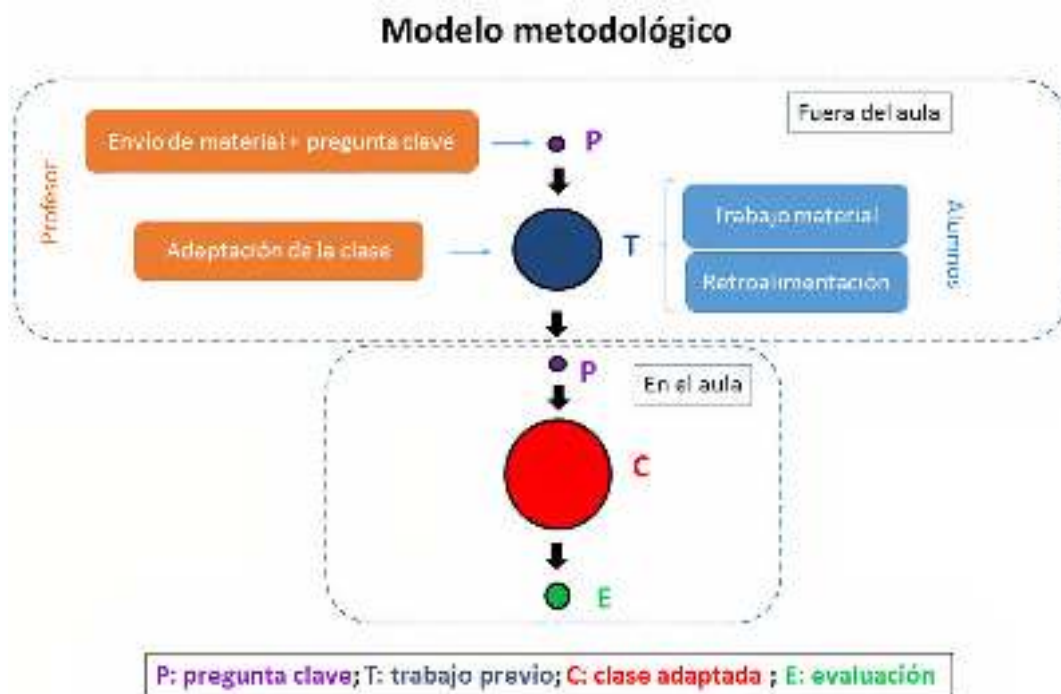 Modelo metodológico
Fuera del aula
Envío de material + pregunta clave
P
Profesor
Trabajo material
Adaptación de la clase
T
Alumnos
Retroalimentación
P
En el aula
C
E
P: pregunta clave; T: trabajo previo; C: clase adaptada ; E: evaluación